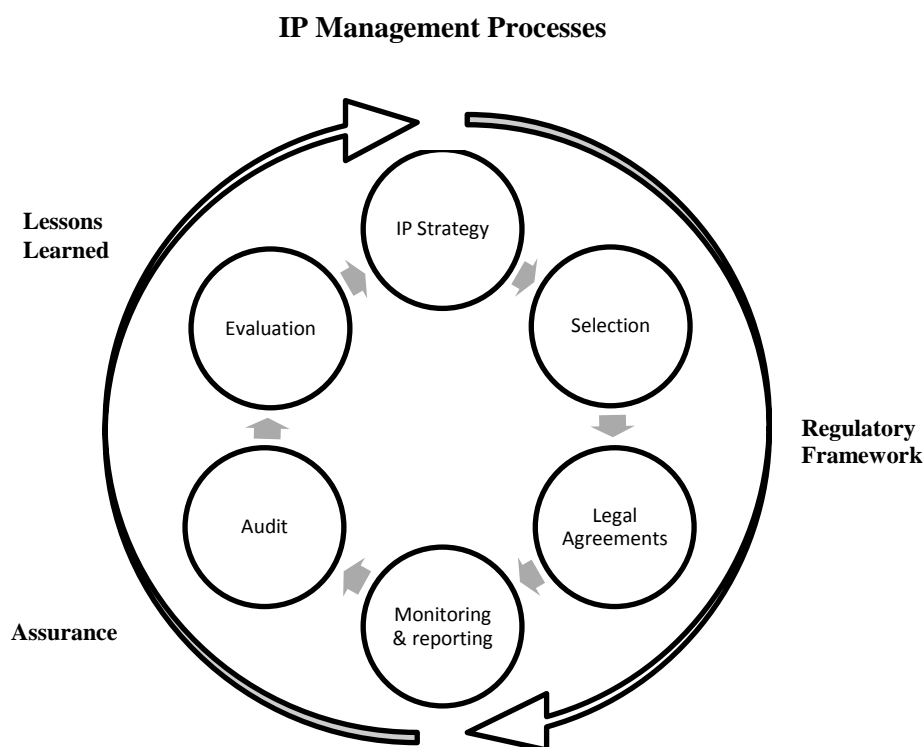 IP Management Processes
IP Strategy
Selection
Legal
Agreements
Monitoring
& reporting
Audit
Evaluation
Lessons
Learned
Regulatory
Framework
Assurance